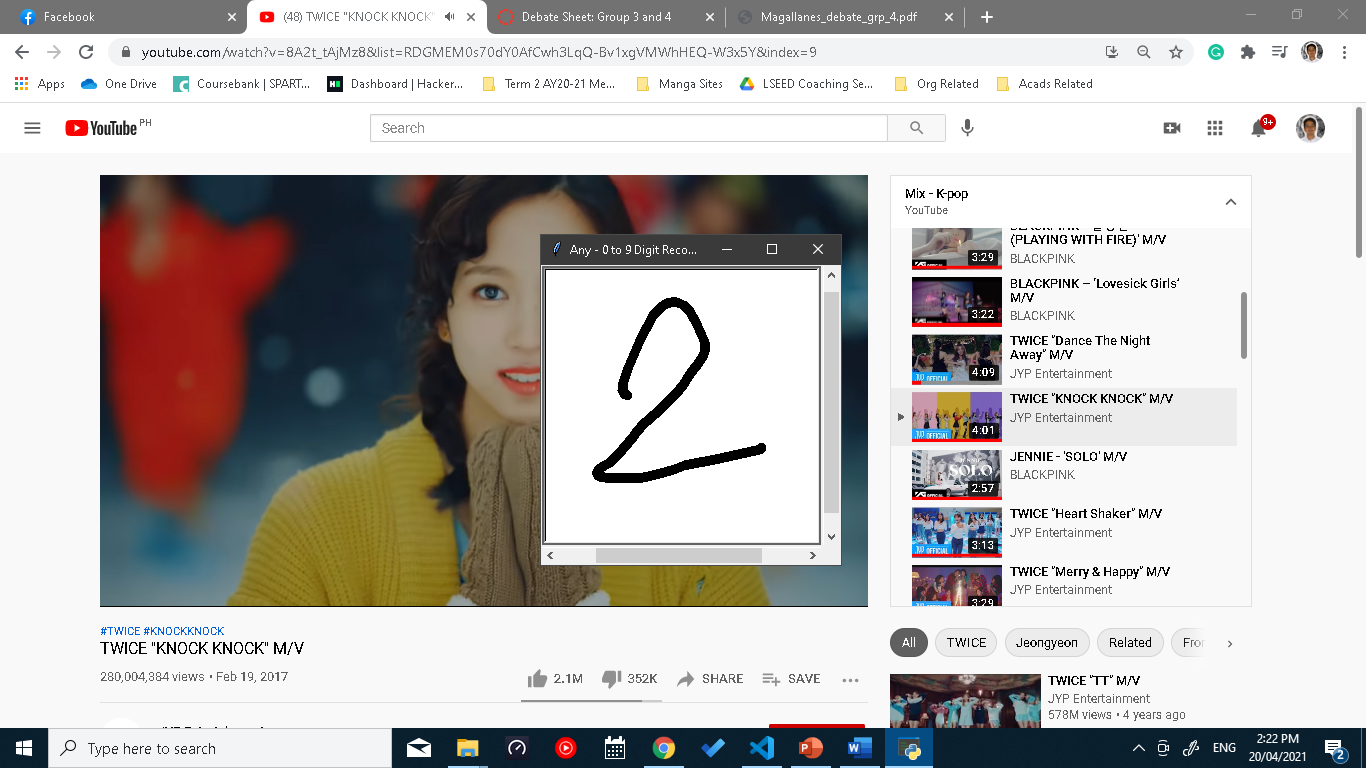 Facebook
(48) TWICE "KNOCK KNOCK"
Debate Sheet: Group 3 and 4
Magallanes_debate_grp_4.pdf
youtube.com/watch?v=8A2t_tAjMz8&list=RDGMEM0s70dY0AfCwh3LqQ-Bv1xgVMWhHEQ-W3x5Y&index=9
Apps
One Drive
Coursebank | SPART...
Dashboard | Hacker...
Term 2 AY20-21 Me...
Manga Sites
LSEED Coaching Se...
Org Related
Acads Related
YouTube PH
Search
9+
Any - 0 to 9 Digit Reco...
2
Mix - K-pop
YouTube
(PLAYING WITH FIRE)' M/V
BLACKPINK
3:29
BLACKPINK – 'Lovesick Girls' M/V
BLACKPINK
3:22
TWICE "Dance The Night
Away" M/V
JYP Entertainment
4:09
TWICE "KNOCK KNOCK" M/V
JYP Entertainment
4:01
JENNIE - 'SOLO' M/V
BLACKPINK
SOLO
2:57
TWICE "Heart Shaker" M/V
JYP Entertainment
3:13
TWICE "Merry & Happy" M/V
JYP Entertainment
3:29
#TWICE #KNOCKKNOCK
TWICE "KNOCK KNOCK" M/V
280,004,384 views • Feb 19, 2017
2.1M
352K
SHARE
SAVE
All
TWICE
Jeongyeon
Related
Fro
TWICE "TT" M/V
JYP Entertainment
578M views • 4 years ago
Type here to search
ENG
2:22 PM
20/04/2021
2